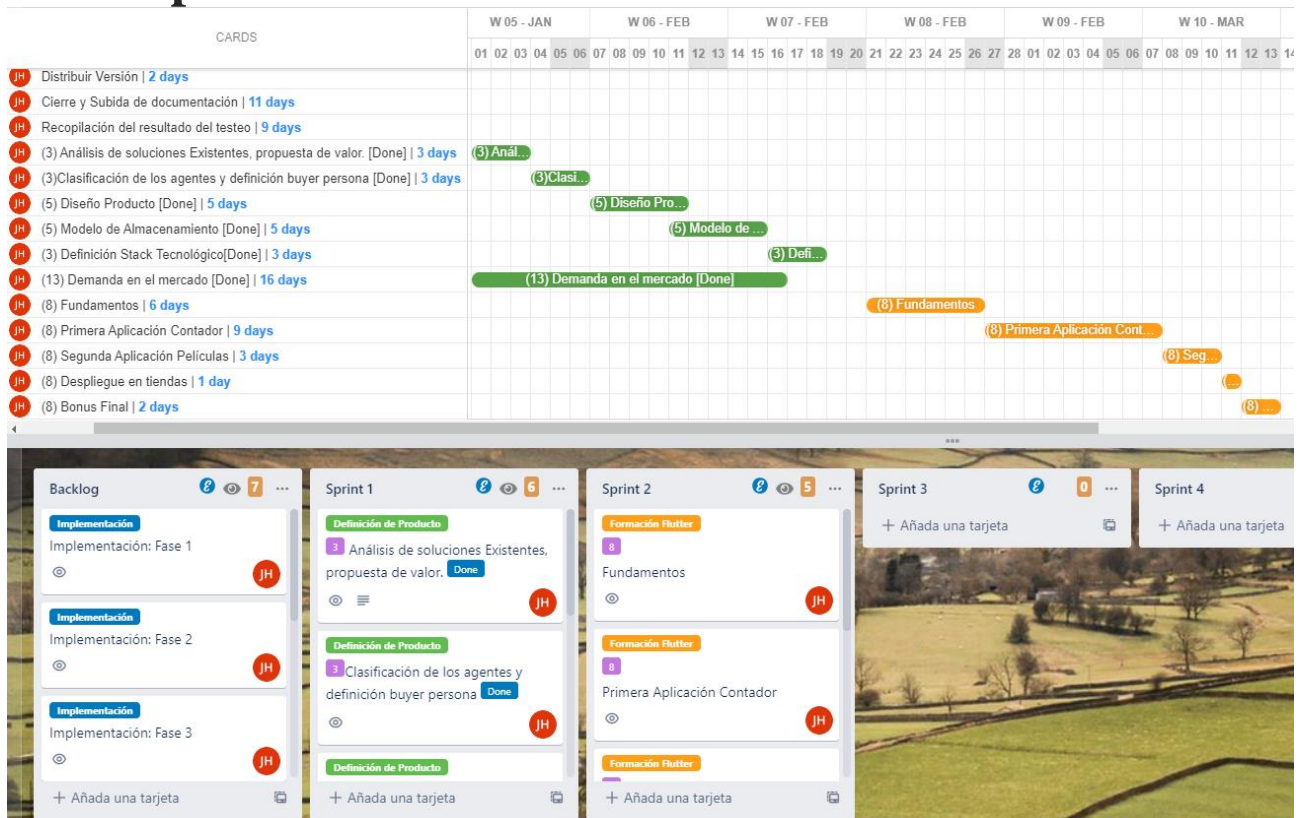 CARDS
W 05 - JAN W 06 - FEB W 07 - FEB W 08 - FEB W 09 - FEB W 10 - MAR
01 02 03 04 05 06 07 08 09 10 11 12 13 14 15 16 17 18 19 20 21 22 23 24 25 26 27 28 01 02 03 04 05 06 07 08 09 10 11 12 13 14
JH Distribuir Versión | 2 days
JH Cierre y Subida de documentación | 11 days
JH Recopilación del resultado del testeo | 9 days
JH (3) Análisis de soluciones Existentes, propuesta de valor. [Done] | 3 days (3) Anál...
JH (3)Clasificación de los agentes y definición buyer persona [Done] | 3 days (3)Clasi...
JH (5) Diseño Producto [Done] | 5 days (5) Diseño Pro...
JH (5) Modelo de Almacenamiento [Done] | 5 days (5) Modelo de ...
JH (3) Definición Stack Tecnológico[Done] | 3 days (3) Defi...
JH (13) Demanda en el mercado [Done] | 16 days (13) Demanda en el mercado [Done]
JH (8) Fundamentos | 6 days (8) Fundamentos
JH (8) Primera Aplicación Contador | 9 days (8) Primera Aplicación Cont...
JH (8) Segunda Aplicación Películas | 3 days (8) Seg...
JH (8) Despliegue en tiendas | 1 day (...
JH (8) Bonus Final | 2 days (8) ...
Backlog 7 ...
Implementación
Implementación: Fase 1
JH
Implementación
Implementación: Fase 2
JH
Implementación
Implementación: Fase 3
JH
+ Añada una tarjeta
Sprint 1 6 ...
Definición de Producto
3 Análisis de soluciones Existentes,
propuesta de valor. Done
JH
Definición de Producto
3 Clasificación de los agentes y
definición buyer persona Done
JH
Definición de Producto
+ Añada una tarjeta
Sprint 2 5 ...
Formación Flutter
8
Fundamentos
JH
Formación Flutter
8
Primera Aplicación Contador
JH
Formación Flutter
+ Añada una tarjeta
Sprint 3 0 ...
+ Añada una tarjeta
Sprint 4
+ Añada una tarjeta